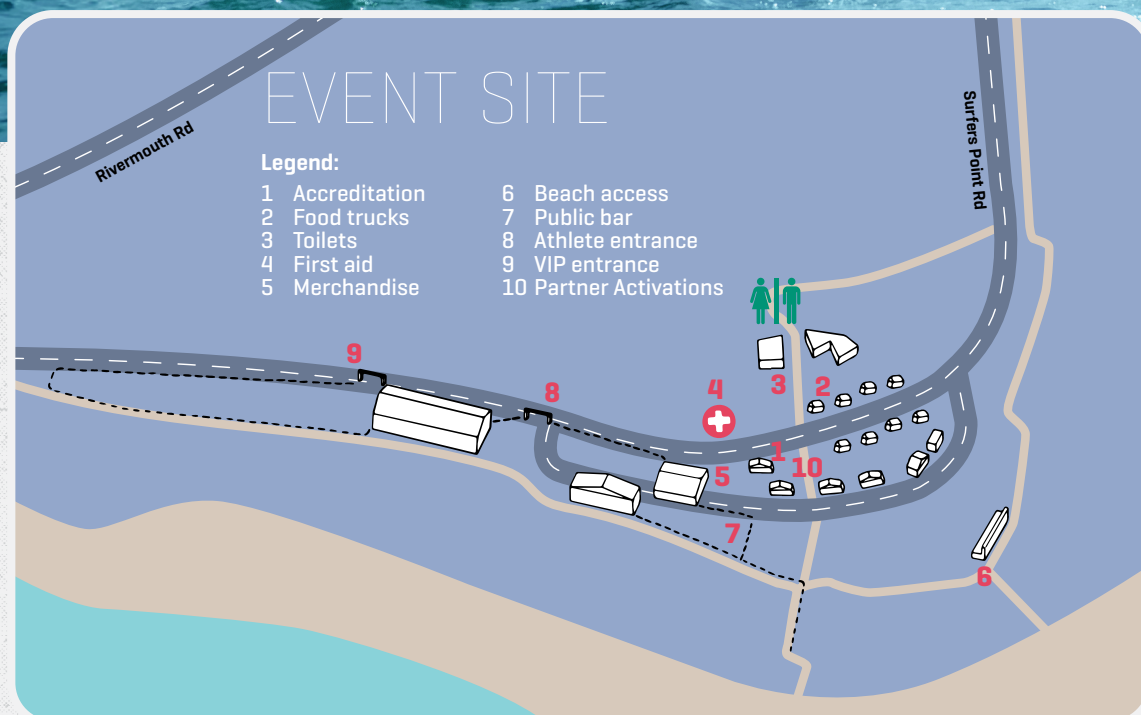 EVENT SITE
Rivermouth Rd
Surfers Point Rd
Legend:
1 Accreditation
2 Food trucks
3 Toilets
4 First aid
5 Merchandise
6 Beach access
7 Public bar
8 Athlete entrance
9 VIP entrance
10 Partner Activations
9
8
4
3
2
1
10
5
7
6